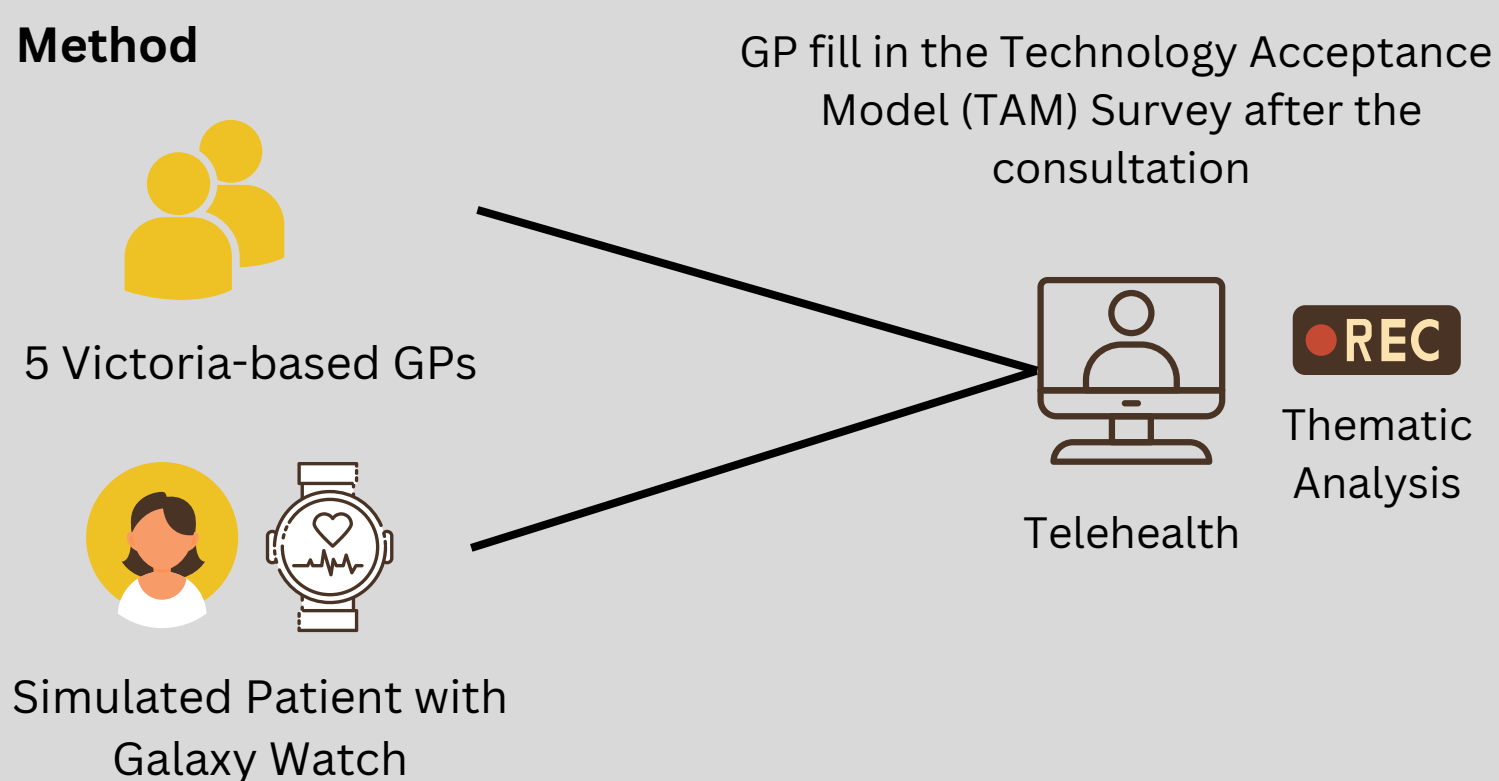 Method
GP fill in the Technology Acceptance
Model (TAM) Survey after the
consultation
5 Victoria-based GPs
REC
Thematic
Analysis
Telehealth
Simulated Patient with
Galaxy Watch